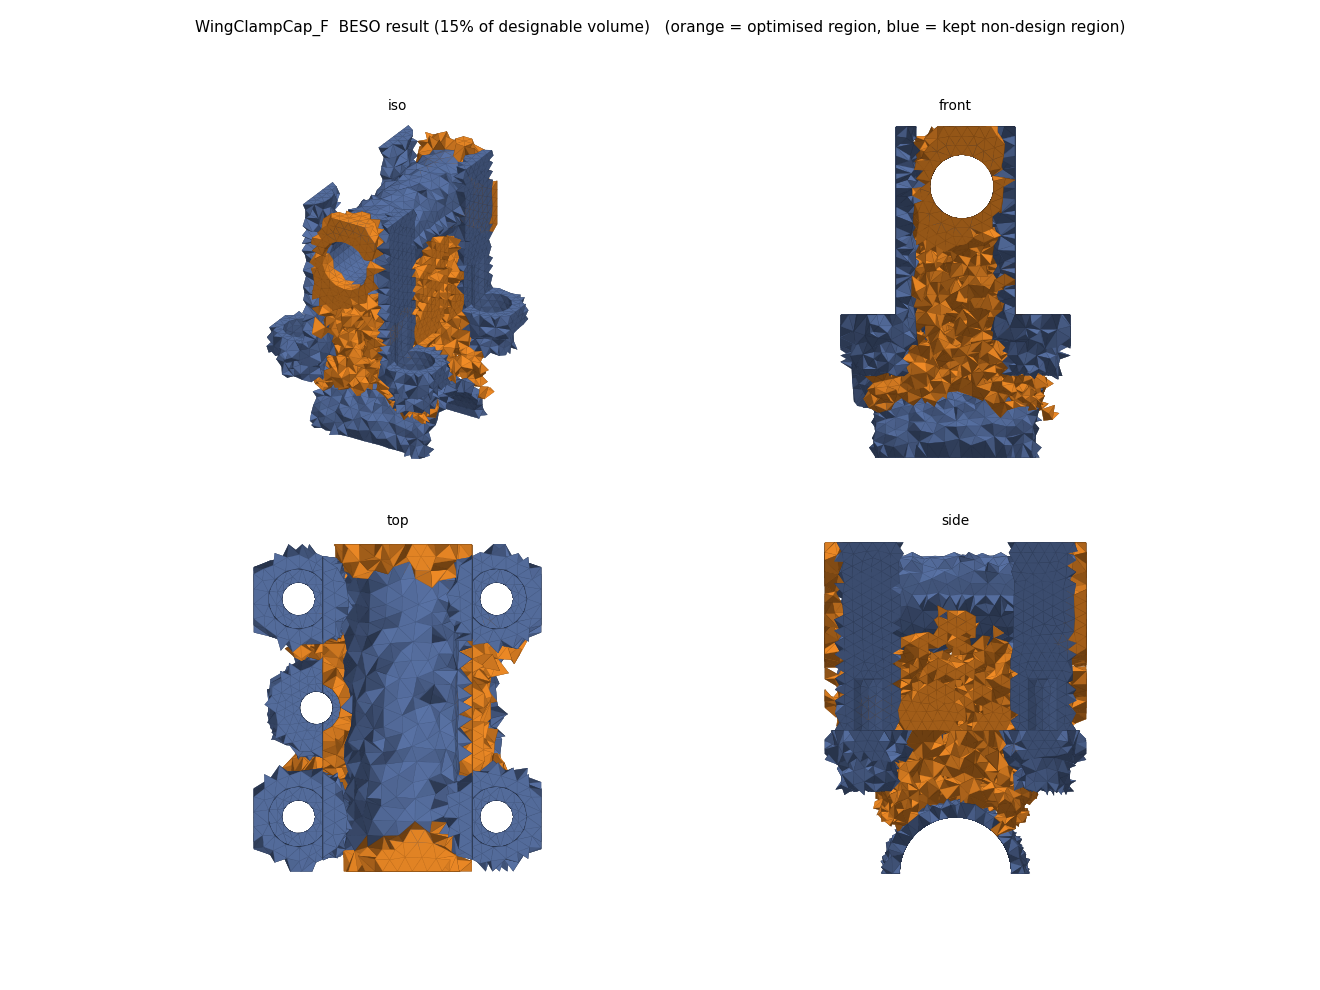 WingClampCap_F  BESO result (15% of designable volume)   (orange = optimised region, blue = kept non-design region)
iso
front
top
side